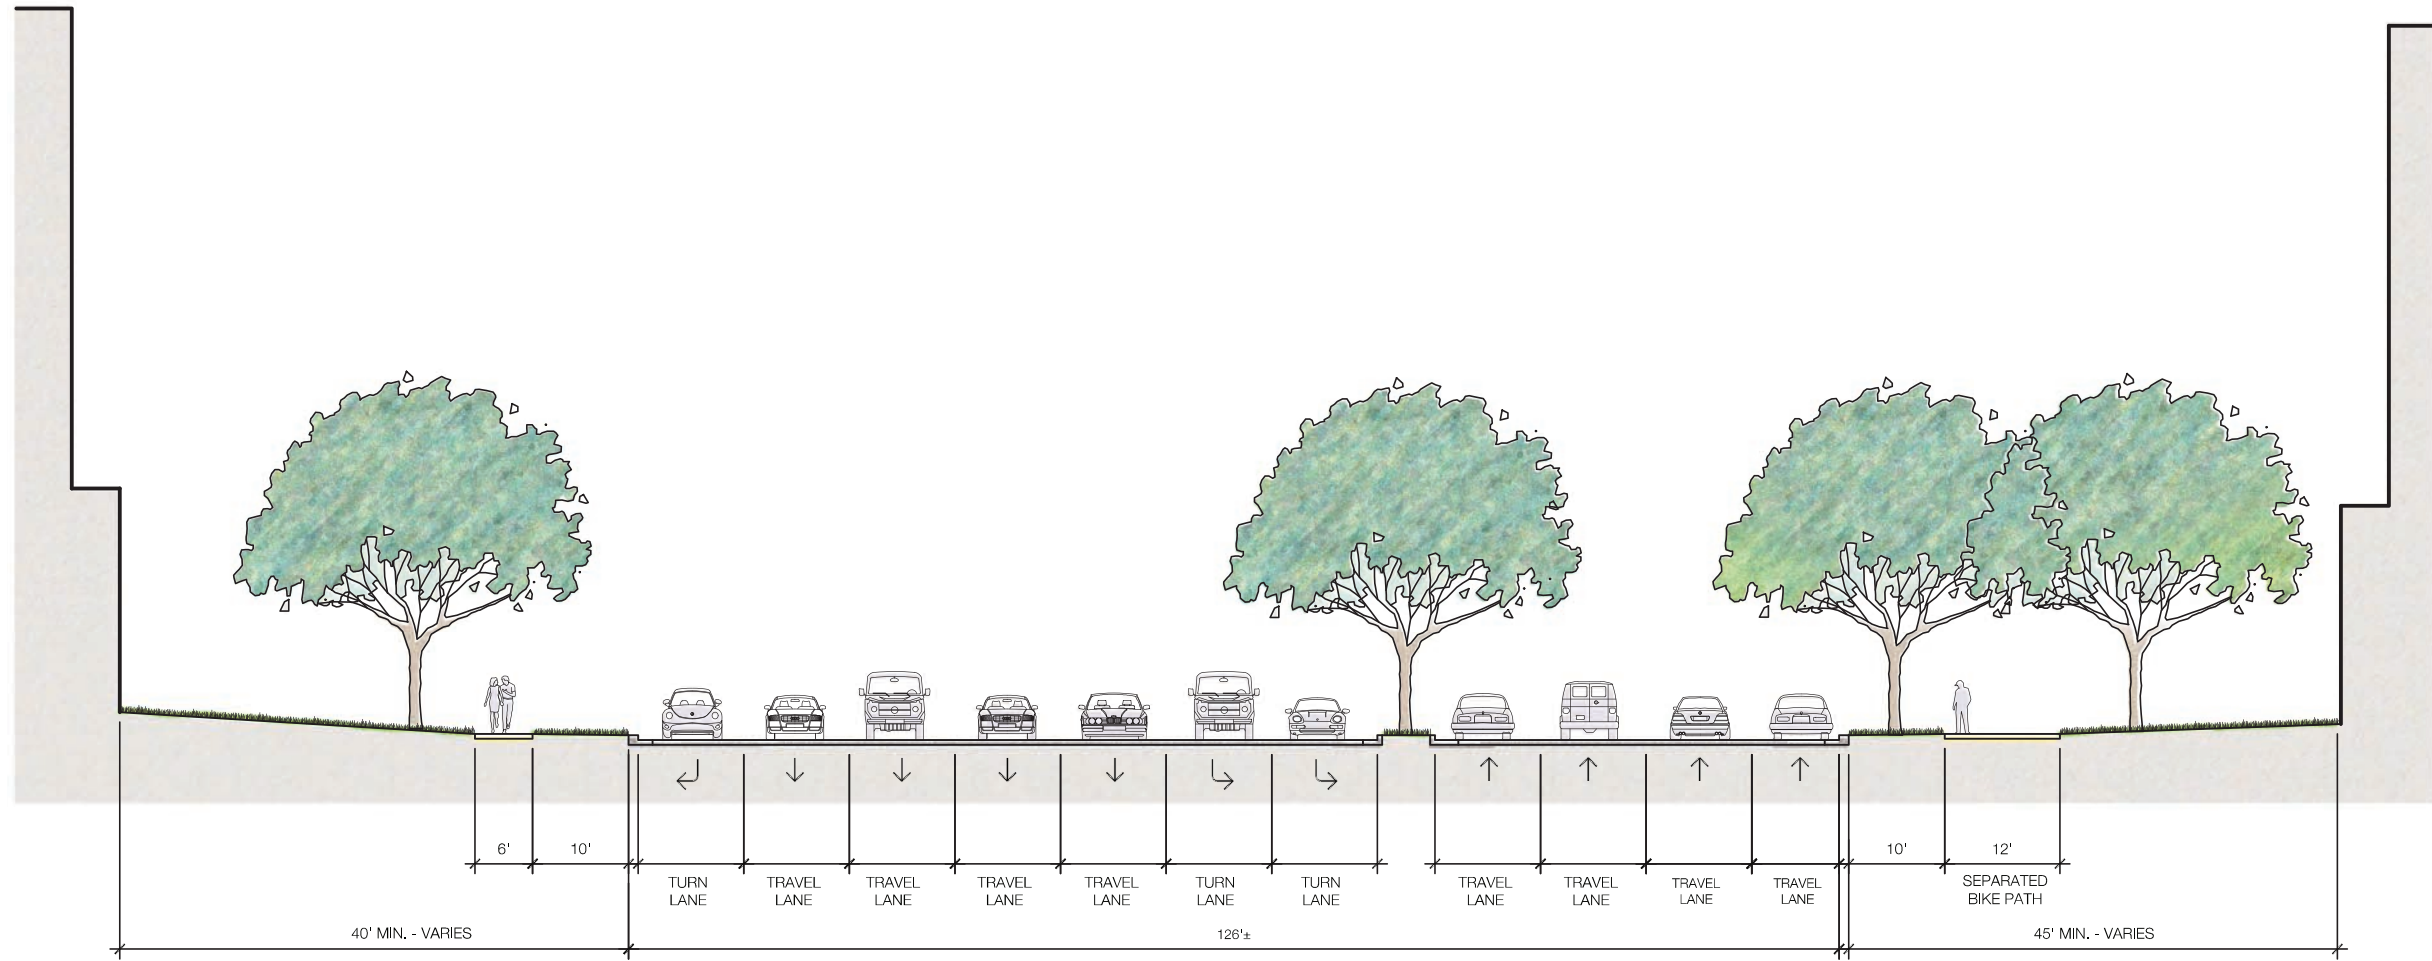 6'
10'
10'
12'
TURN
LANE
TRAVEL
LANE
TRAVEL
LANE
TRAVEL
LANE
TRAVEL
LANE
TURN
LANE
TURN
LANE
TRAVEL
LANE
TRAVEL
LANE
TRAVEL
LANE
TRAVEL
LANE
SEPARATED
BIKE PATH
40' MIN. - VARIES
126'±
45' MIN. - VARIES